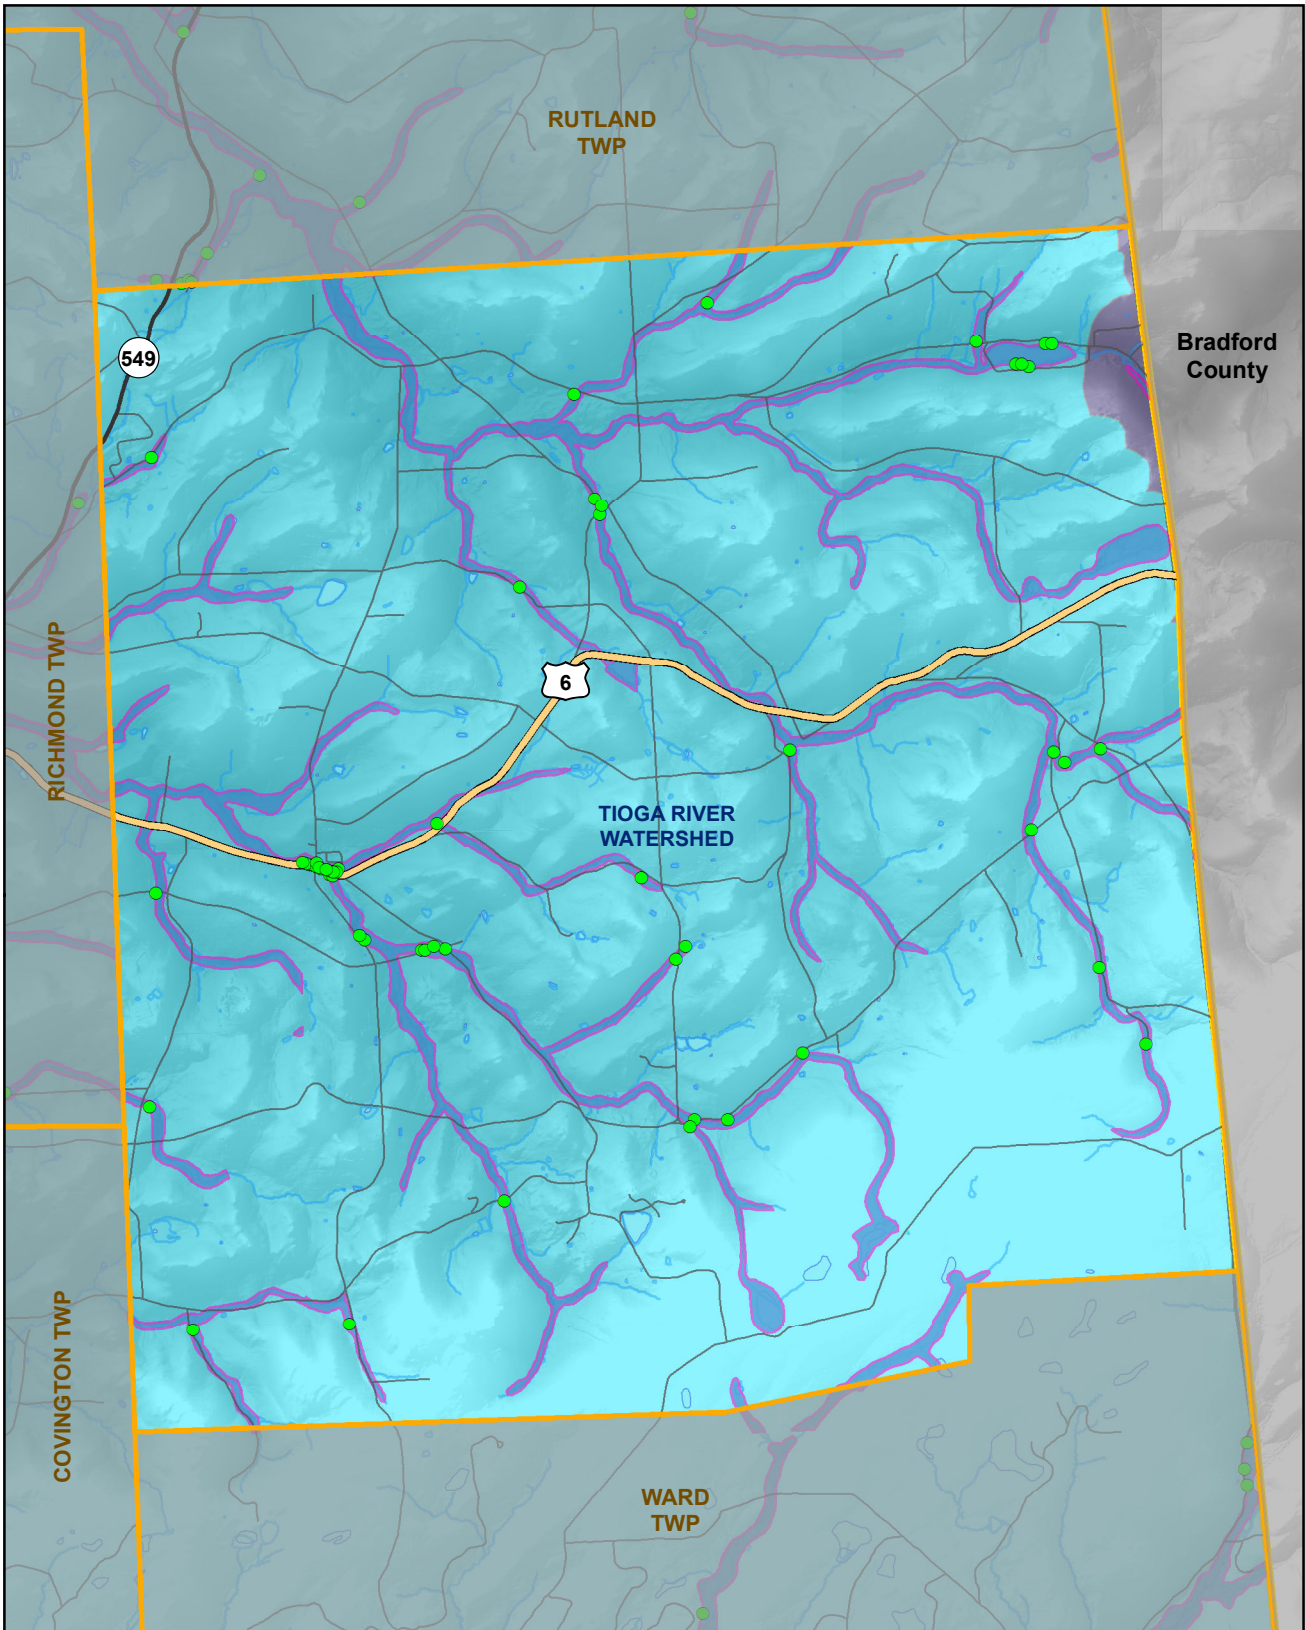 RUTLAND
TWP
549
Bradford
County
RICHMOND TWP
6
TIOGA RIVER
WATERSHED
COVINGTON TWP
WARD
TWP